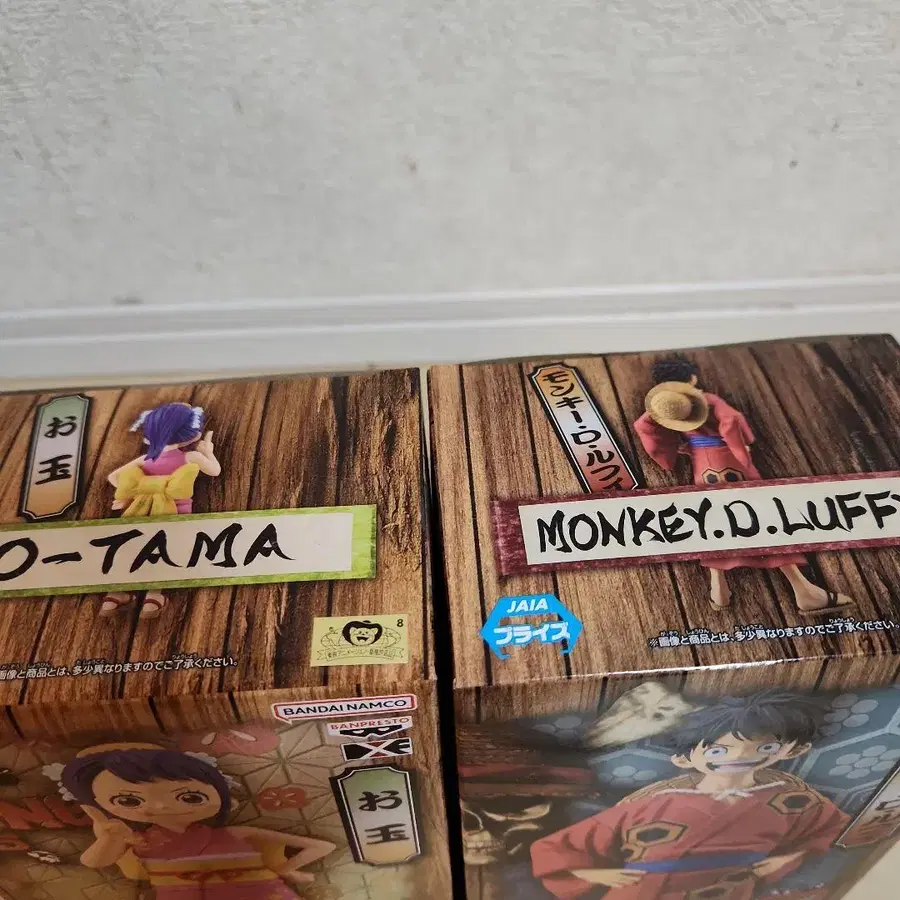 お玉
O-TAMA
8
画像と商品とは、多少異なりますのでご了承ください。
BANDAI NAMCO
BANPRESTO
お玉
モンキー・D・ルフィ
MONKEY.D.LUFFY
JAIA
プライズ
※画像と商品とは、多少異なりますのでご了承ください。